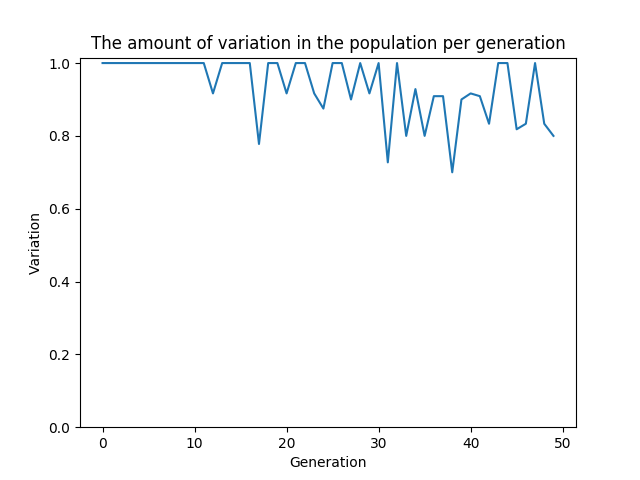 The amount of variation in the population per generation
1.0
0.8
0.6
0.4
0.2
0.0
Variation
0 10 20 30 40 50
Generation